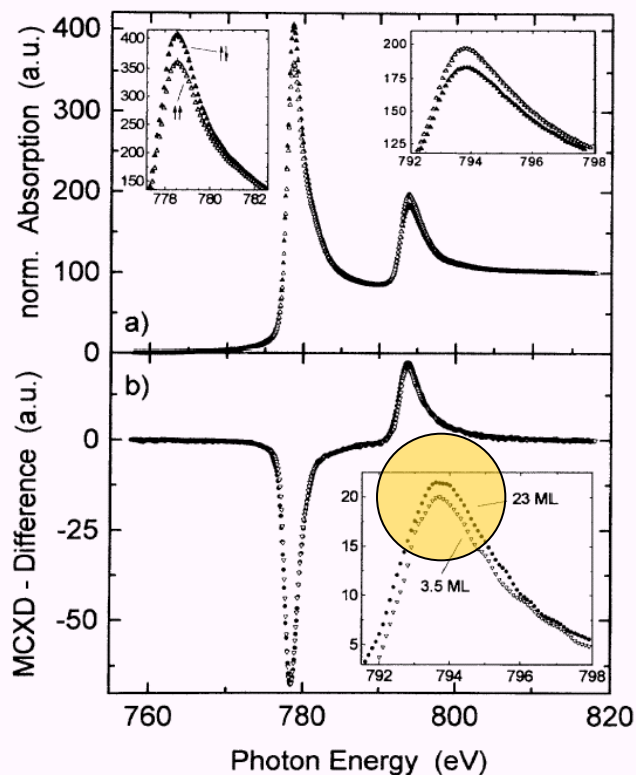 400
300
200
100
0
norm. Absorption (a.u.)
a)
400
350
300
250
200
150
778 780 782
200
175
150
125
792 794 796 798
b)
0
-25
-50
MCXD - Difference (a.u.)
20
15
10
5
23 ML
3.5 ML
792 794 796 798
760 780 800 820
Photon Energy (eV)